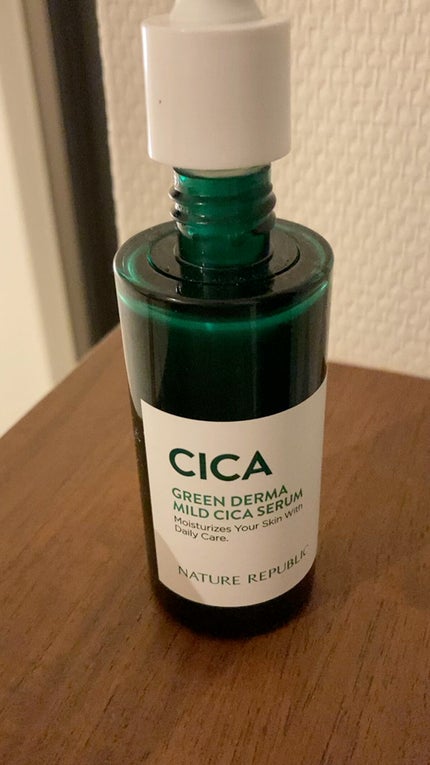 CICA
GREEN DERMA
MILD CICA SERUM
Moisturizes Your Skin With
Daily Care.
NATURE REPUBLIC